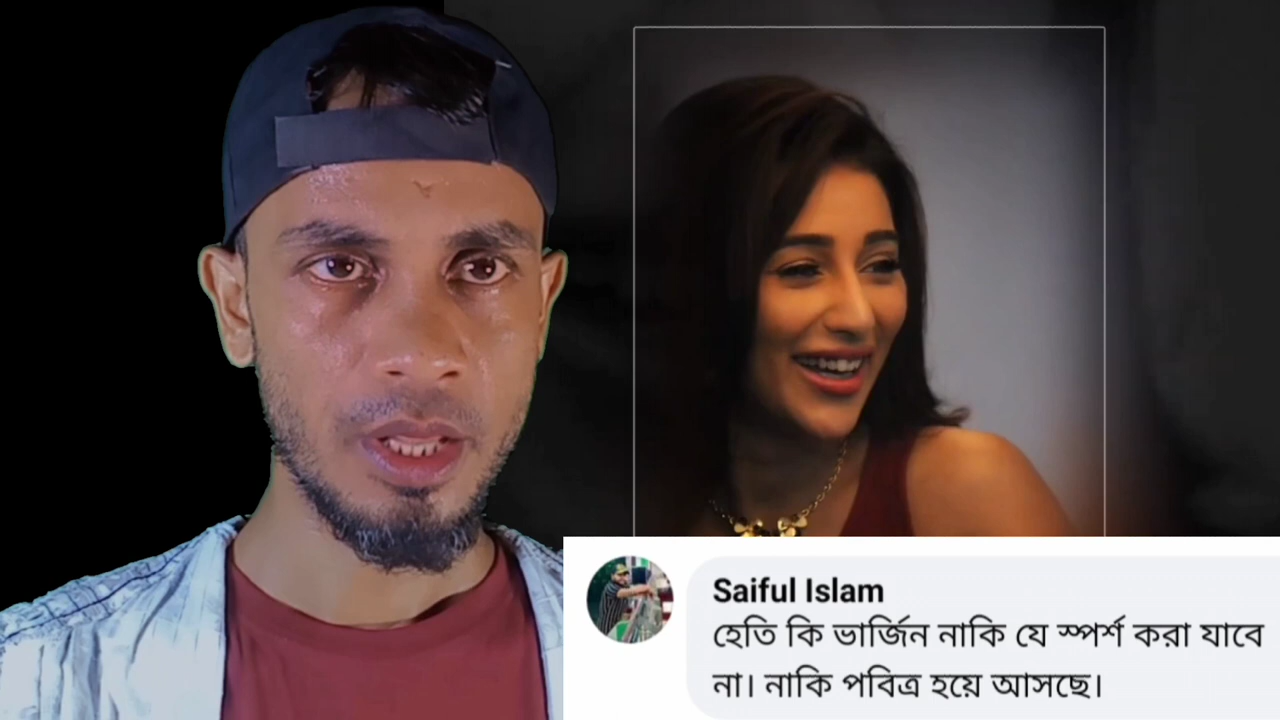 Saiful Islam
হেতি কি ভার্জিন নাকি যে স্পর্শ করা যাবে
না। নাকি পবিত্র হয়ে আসছে।